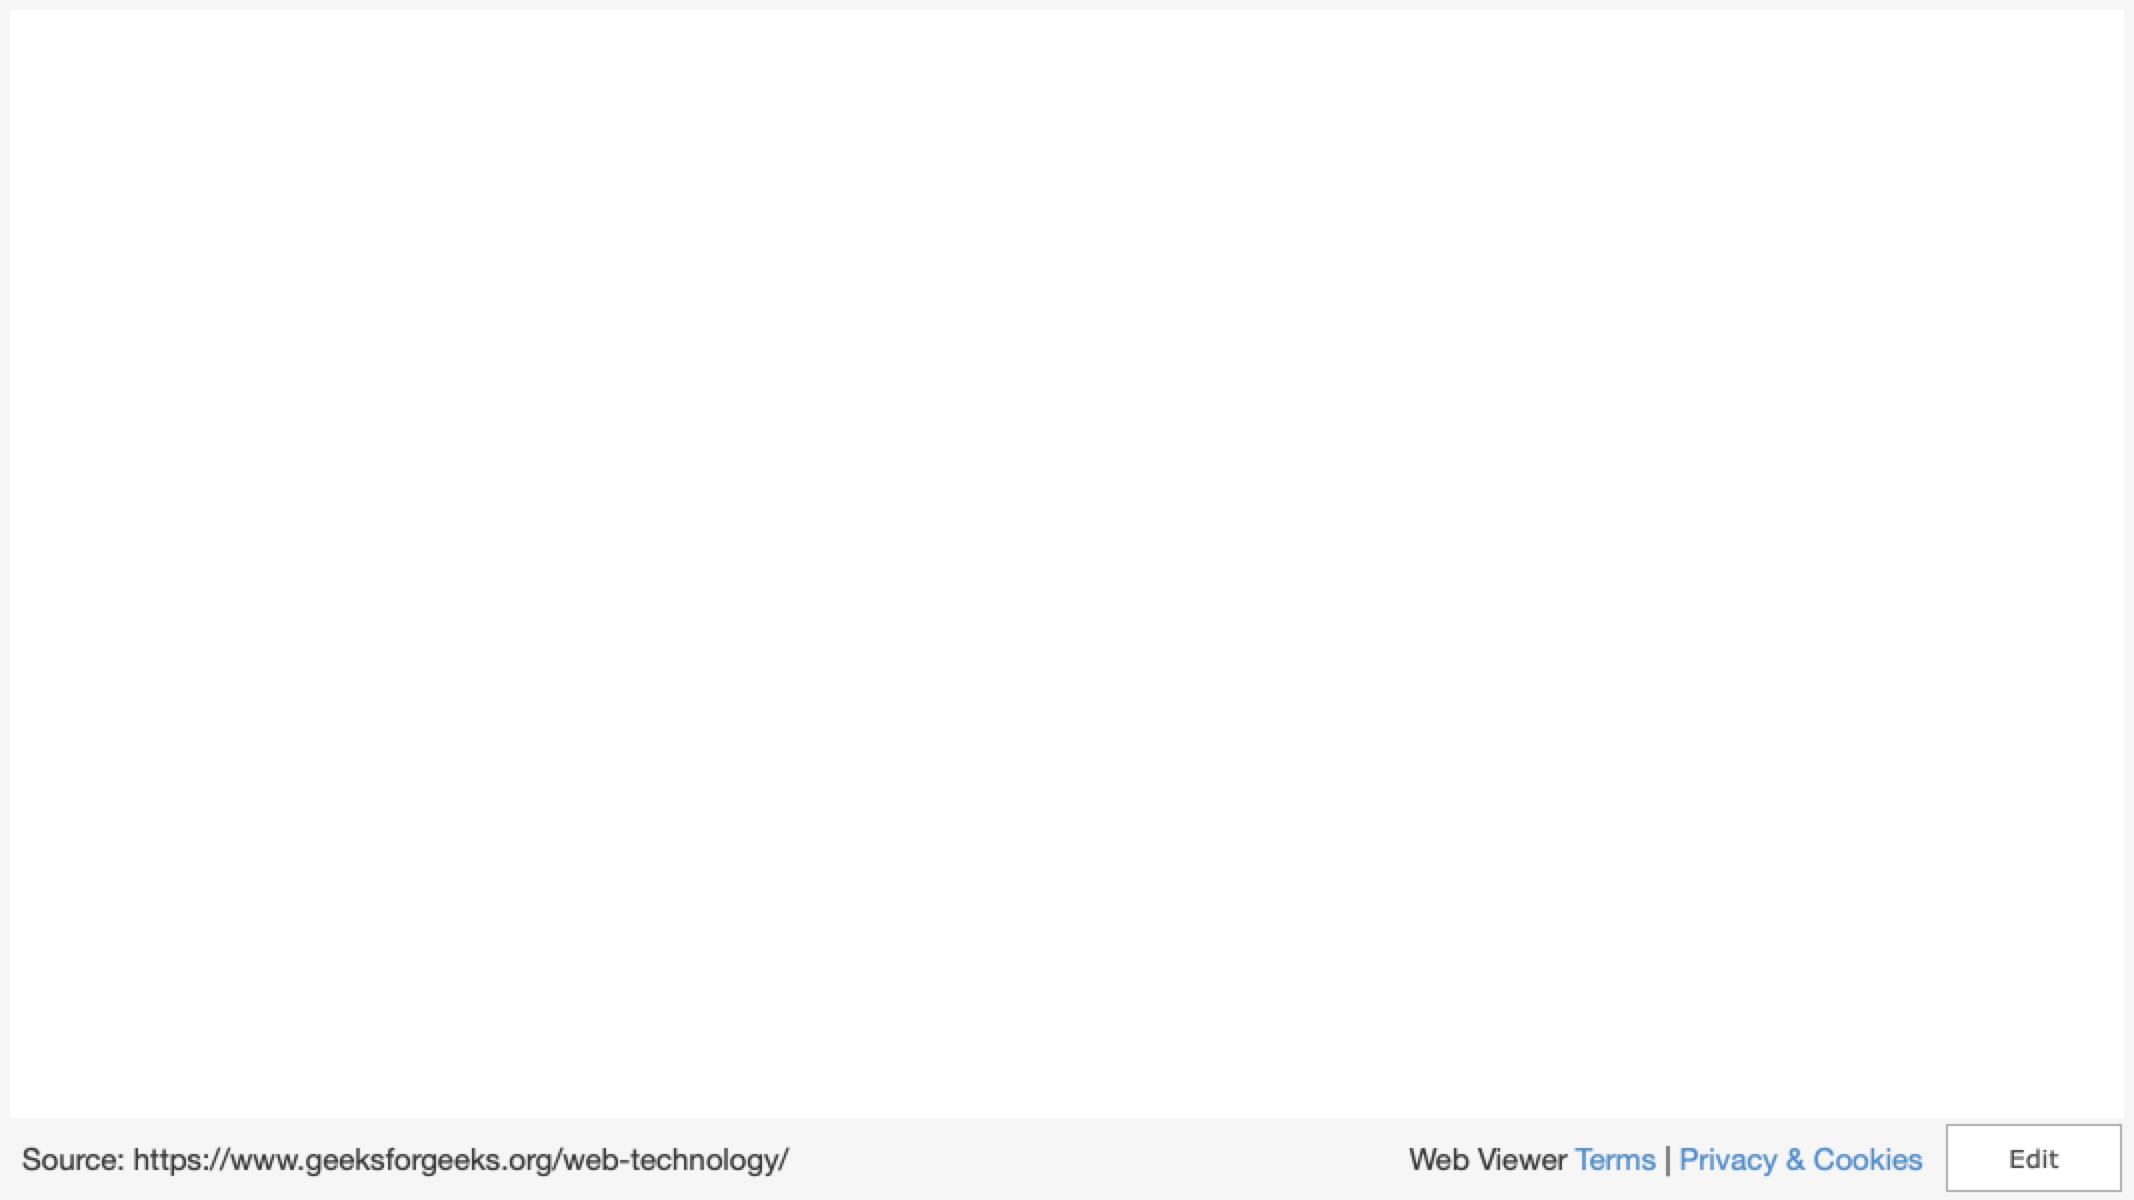 Source: https://www.geeksforgeeks.org/web-technology/
Web Viewer Terms | Privacy & Cookies
Edit